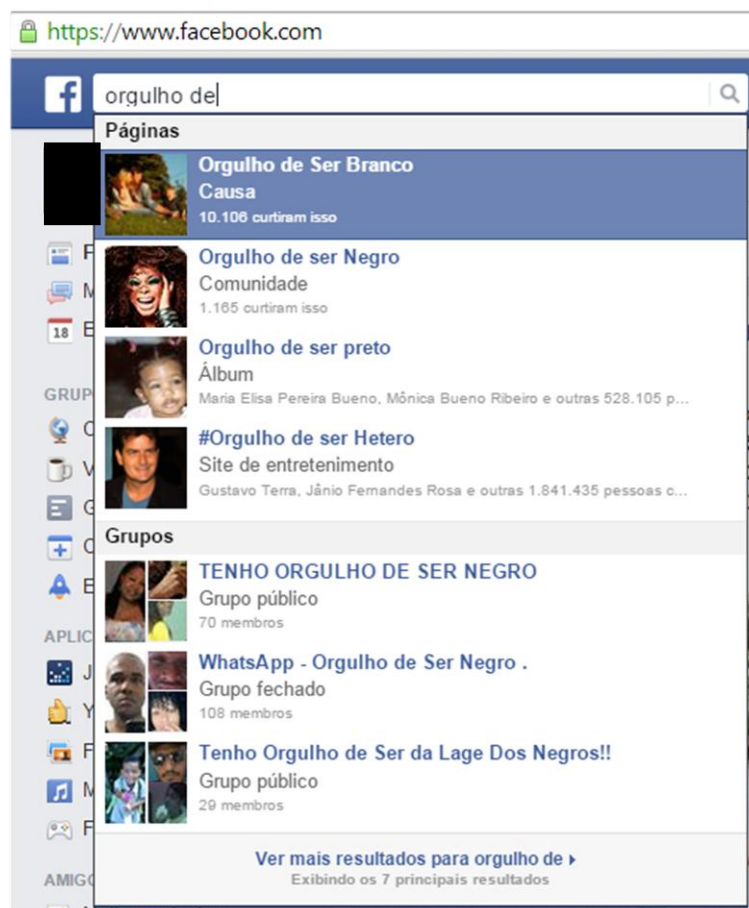 https://www.facebook.com
f
orgulho de
Páginas
Orgulho de Ser Branco
Causa
10.106 curtiram isso
Orgulho de ser Negro
Comunidade
1.165 curtiram isso
Orgulho de ser preto
Álbum
Maria Elisa Pereira Bueno, Mônica Bueno Ribeiro e outras 528.105 p...
#Orgulho de ser Hetero
Site de entretenimento
Gustavo Terra, Jânio Fernandes Rosa e outras 1.841.435 pessoas c...
Grupos
TENHO ORGULHO DE SER NEGRO
Grupo público
70 membros
WhatsApp - Orgulho de Ser Negro .
Grupo fechado
108 membros
Tenho Orgulho de Ser da Lage Dos Negros!!
Grupo público
29 membros
Ver mais resultados para orgulho de
Exibindo os 7 principais resultados
F
M
18 E
GRUP
C
V
G
C
E
APLIC
J
Y
F
M
F
AMIG